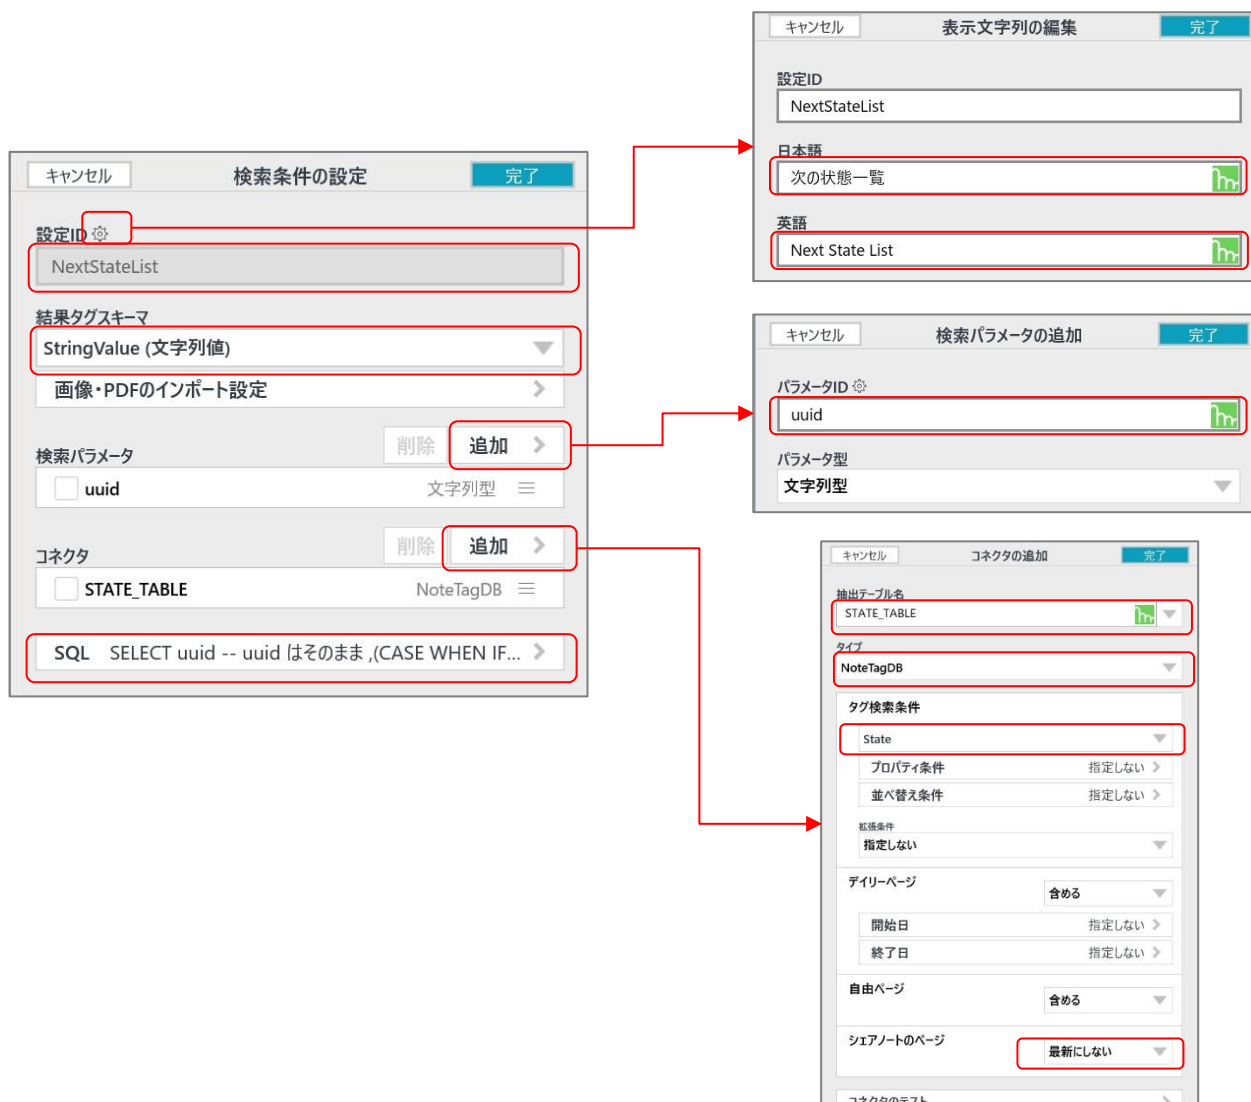 キャンセル 検索条件の設定 完了
設定ID
NextStateList
結果タグスキーマ
StringValue (文字列値)
画像・PDFのインポート設定
削除 追加
検索パラメータ
uuid 文字列型
削除 追加
コネクタ
STATE_TABLE NoteTagDB
SQL SELECT uuid -- uuid はそのまま ,(CASE WHEN IF...
キャンセル 表示文字列の編集 完了
設定ID
NextStateList
日本語
次の状態一覧
英語
Next State List
キャンセル 検索パラメータの追加 完了
パラメータID
uuid
パラメータ型
文字列型
キャンセル コネクタの追加 完了
抽出テーブル名
STATE_TABLE
タイプ
NoteTagDB
タグ検索条件
State
プロパティ条件 指定しない
並べ替え条件 指定しない
拡張条件
指定しない
デイリーページ 含める
開始日 指定しない
終了日 指定しない
自由ページ 含める
シェアノートのページ 最新にしない
コネクタのテスト